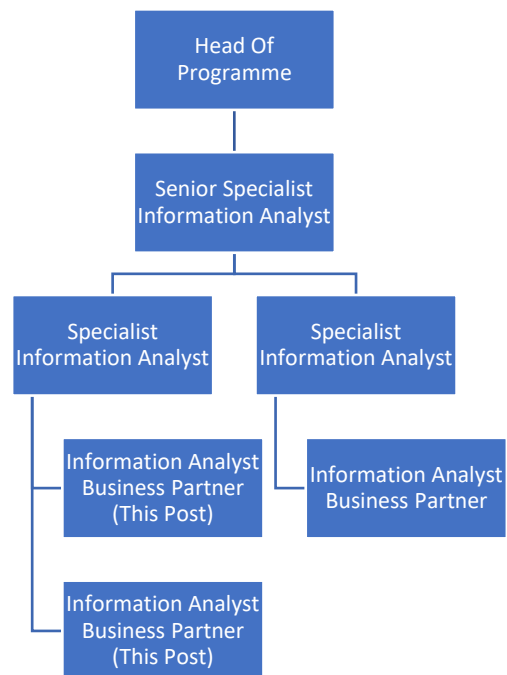 Head Of
Programme
Senior Specialist
Information Analyst
Specialist
Information Analyst
Specialist
Information Analyst
Information Analyst
Business Partner
(This Post)
Information Analyst
Business Partner
Information Analyst
Business Partner
(This Post)